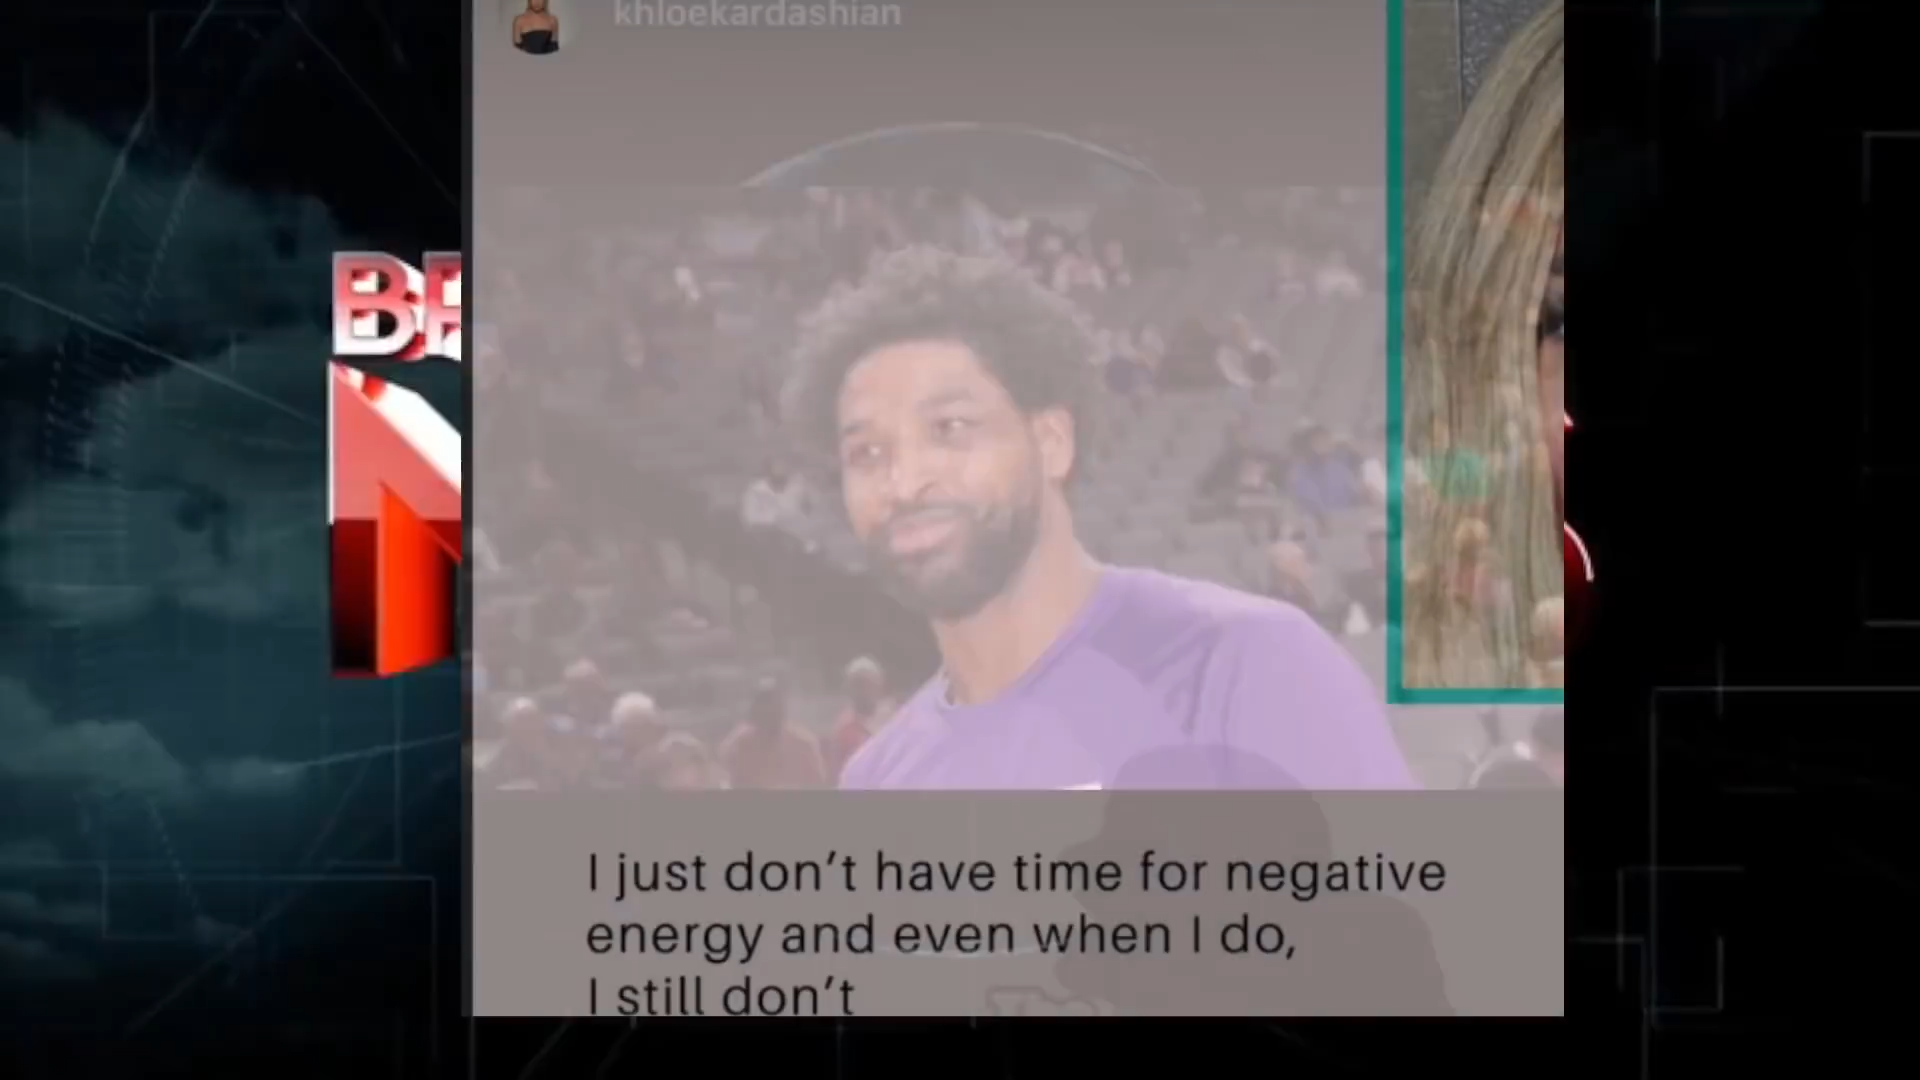 khloekardashian
I just don’t have time for negative
energy and even when I do,
I still don’t